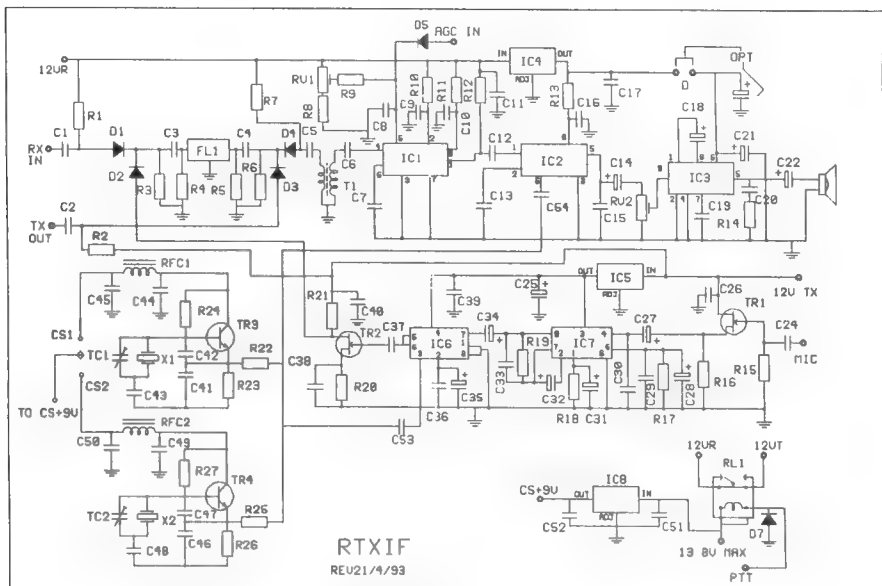 D5 AGC IN
12VR
IN IC4 OUT
ADJ
OPT
R1
R7
RV1
R9
R8
C8
C9
R10
R11
C10
R12
C11
R13
C16
C17
C18
C21
C1
RX IN
D1
C3
FL1
C4
D4
C5
C6
T1
IC1
C12
IC2
C14
RV2
C15
IC3
C22
D2
R3
R4
R5
R6
D3
C7
C13
C64
C19
R14
C20
C2
TX OUT
R2
RFC1
C45
C44
R24
TR3
CS1
TC1
X1
C42
R22
C41
R23
C43
CS2
TO CS+9V
R21
C40
TR2
C37
C38
R20
C39
IC6
C36
C35
C34
C33
R19
C32
C25
OUT IC5 IN
ADJ
IC7
R18
C31
C30
C27
C29
R17
C28
R16
C26
TR1
12V TX
C24
MIC
R15
C53
RFC2
C50
C49
R27
TR4
TC2
X2
C47
R25
C46
R26
C48
CS+9V
OUT IC8 IN
ADJ
C52
C51
12VR
12VT
RL1
D7
13 8V MAX
PTT
RTXIF
REV21/4/93